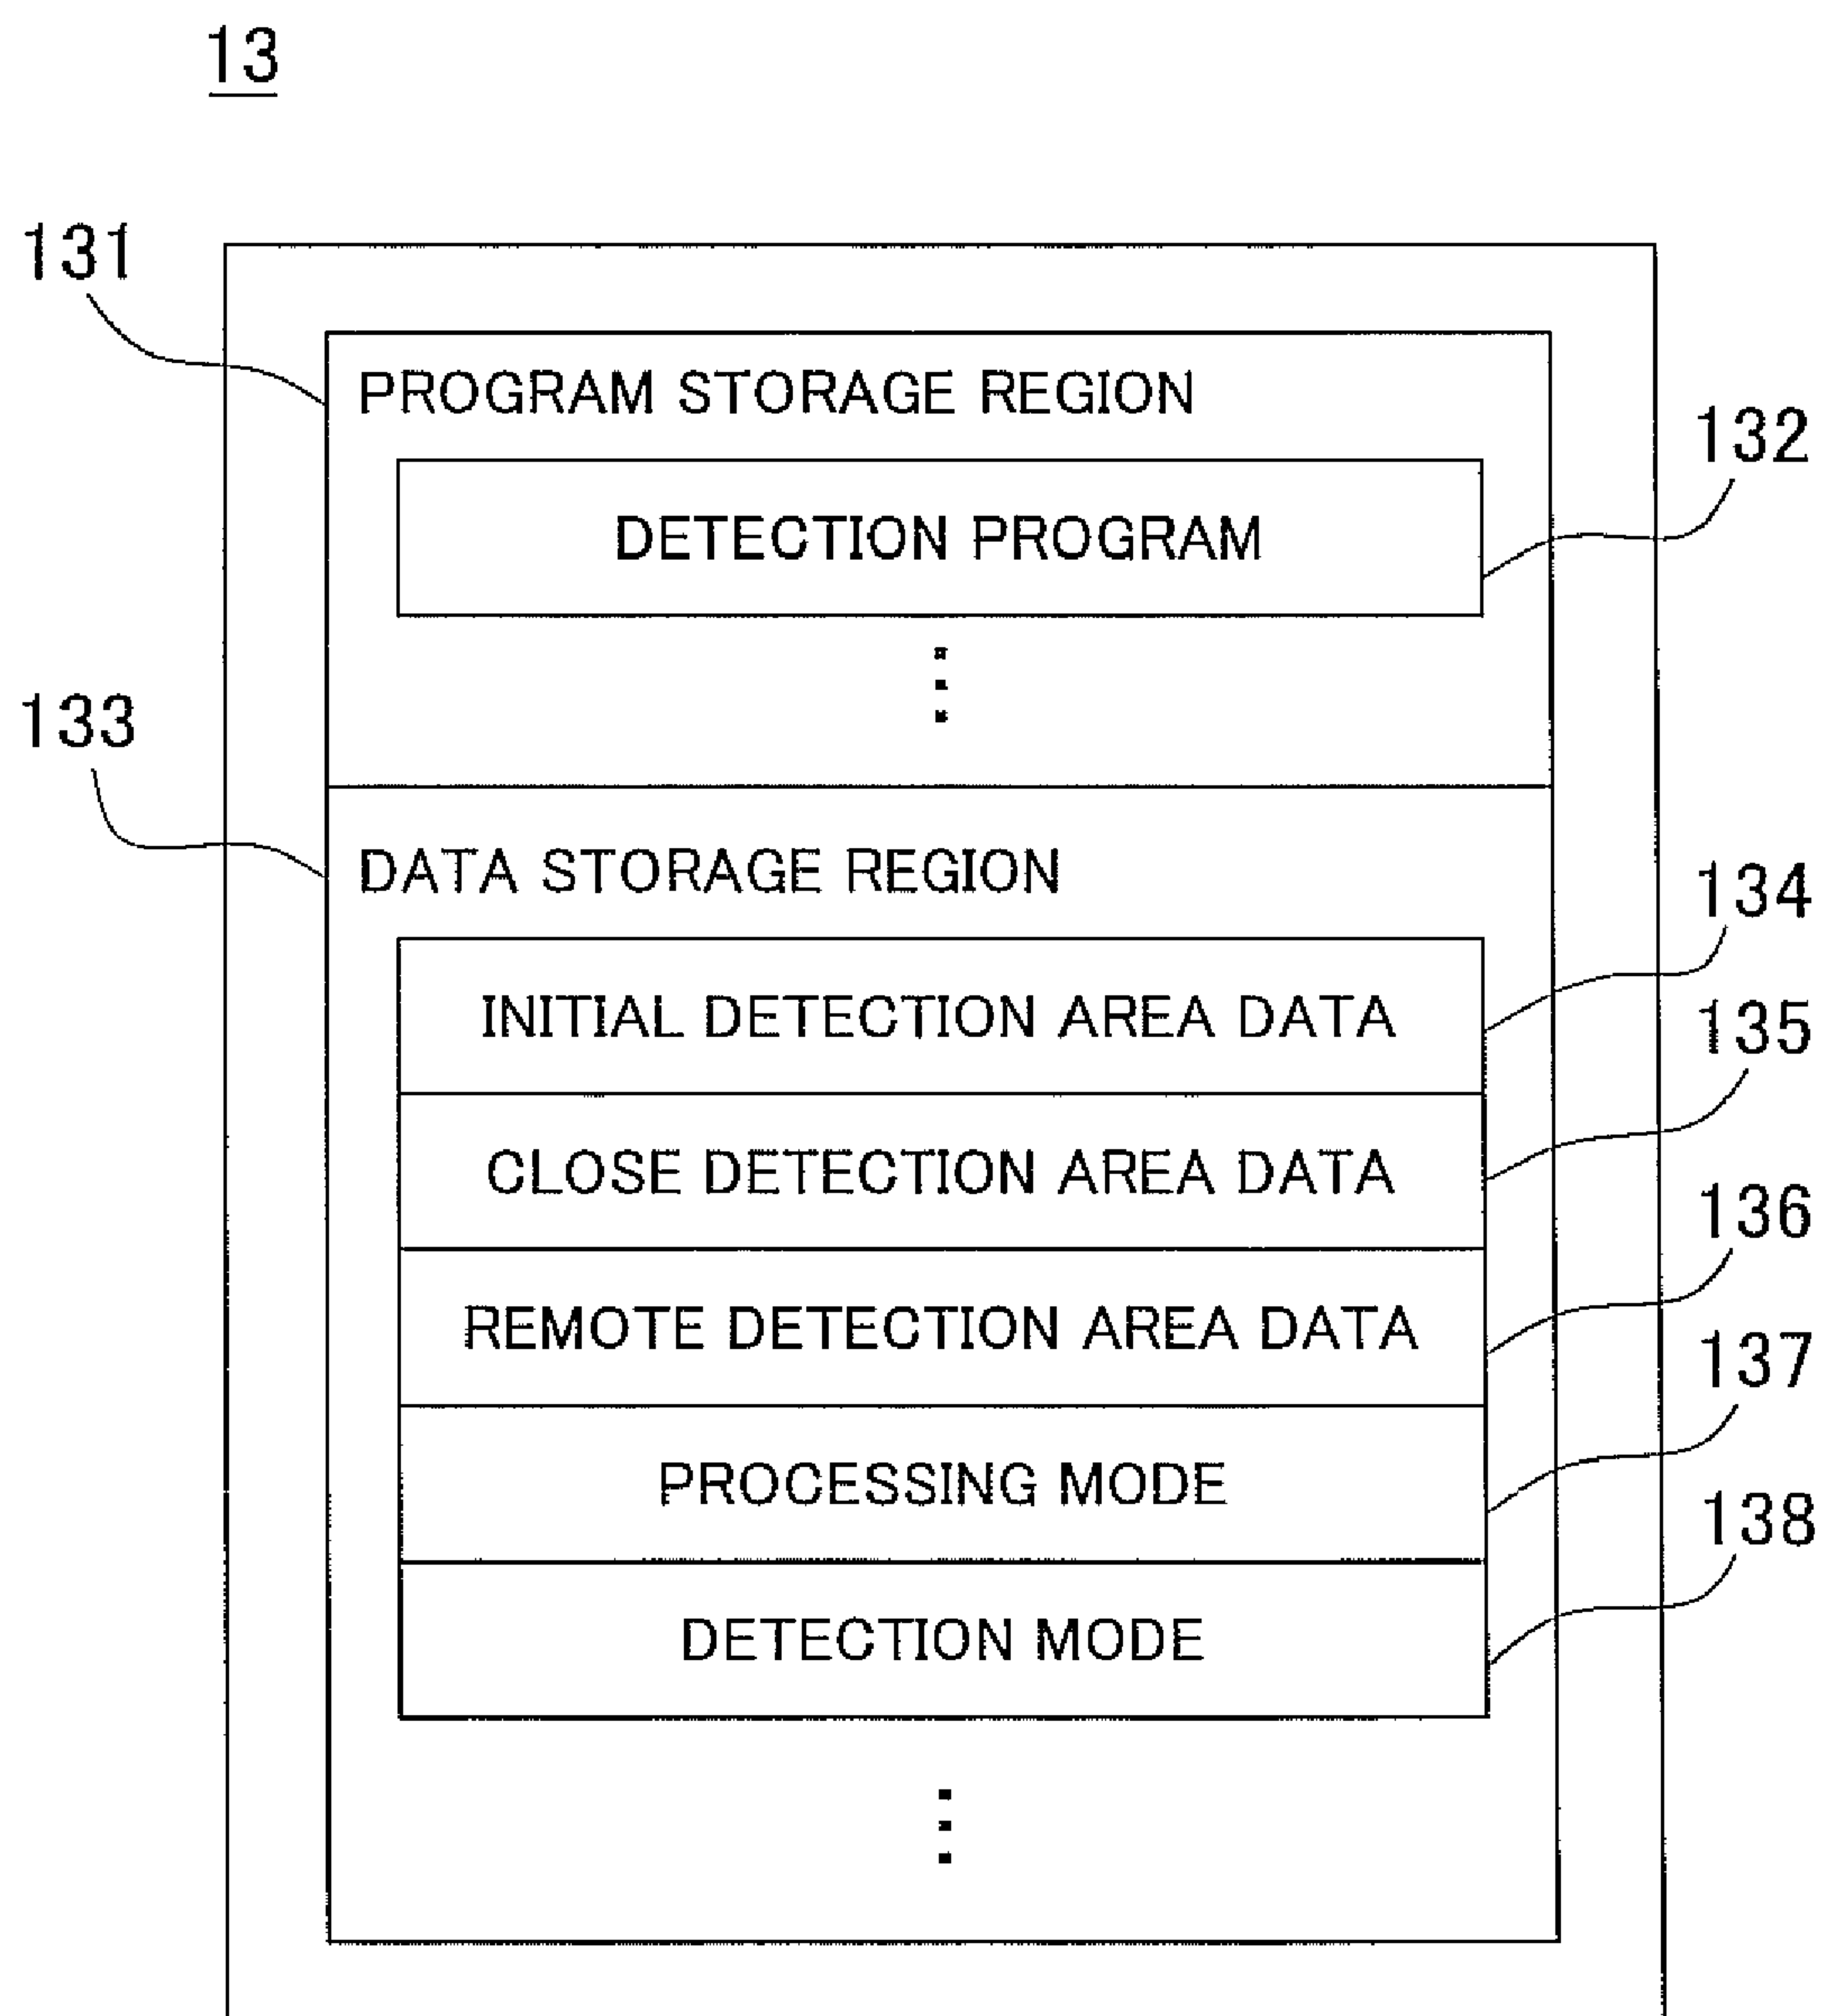 13
131
PROGRAM STORAGE REGION
132
DETECTION PROGRAM
133
DATA STORAGE REGION
134
INITIAL DETECTION AREA DATA
135
CLOSE DETECTION AREA DATA
136
REMOTE DETECTION AREA DATA
137
PROCESSING MODE
138
DETECTION MODE